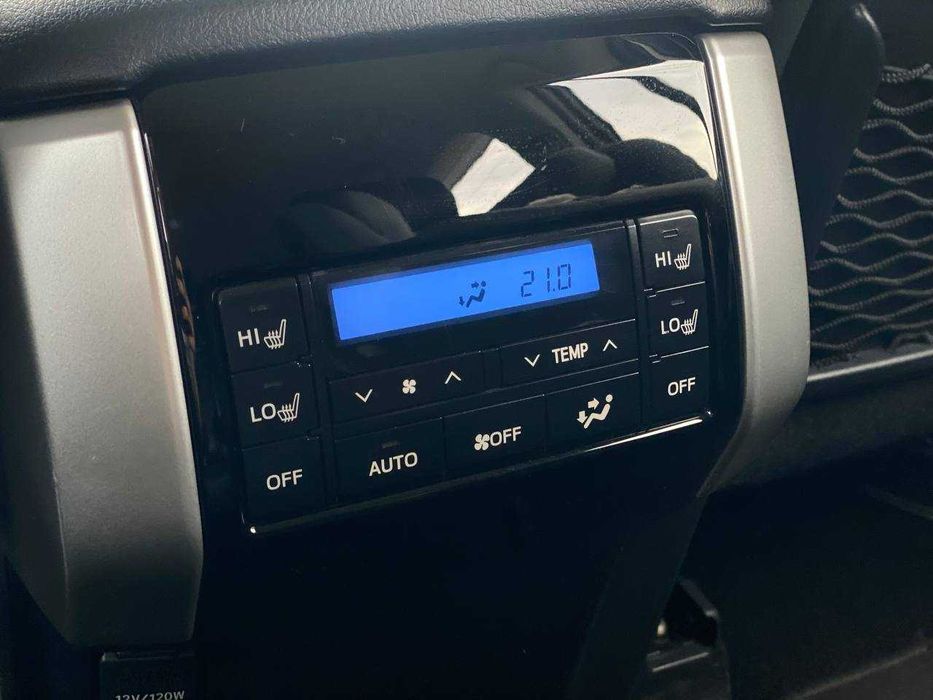 21.0
HI
HI
LO
TEMP
LO
OFF
AUTO
OFF
OFF
12V/120W